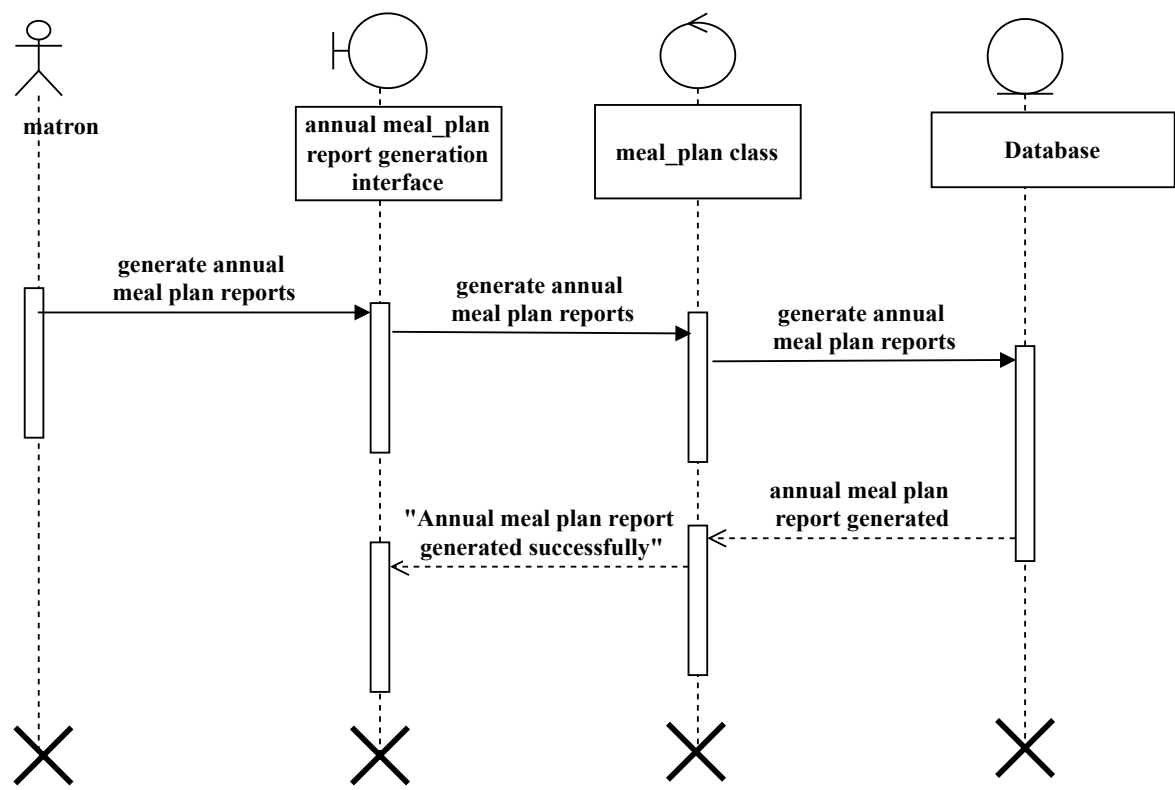 matron
annual meal_plan
report generation
interface
meal_plan class
Database
generate annual
meal plan reports
generate annual
meal plan reports
generate annual
meal plan reports
annual meal plan
report generated
"Annual meal plan report
generated successfully"